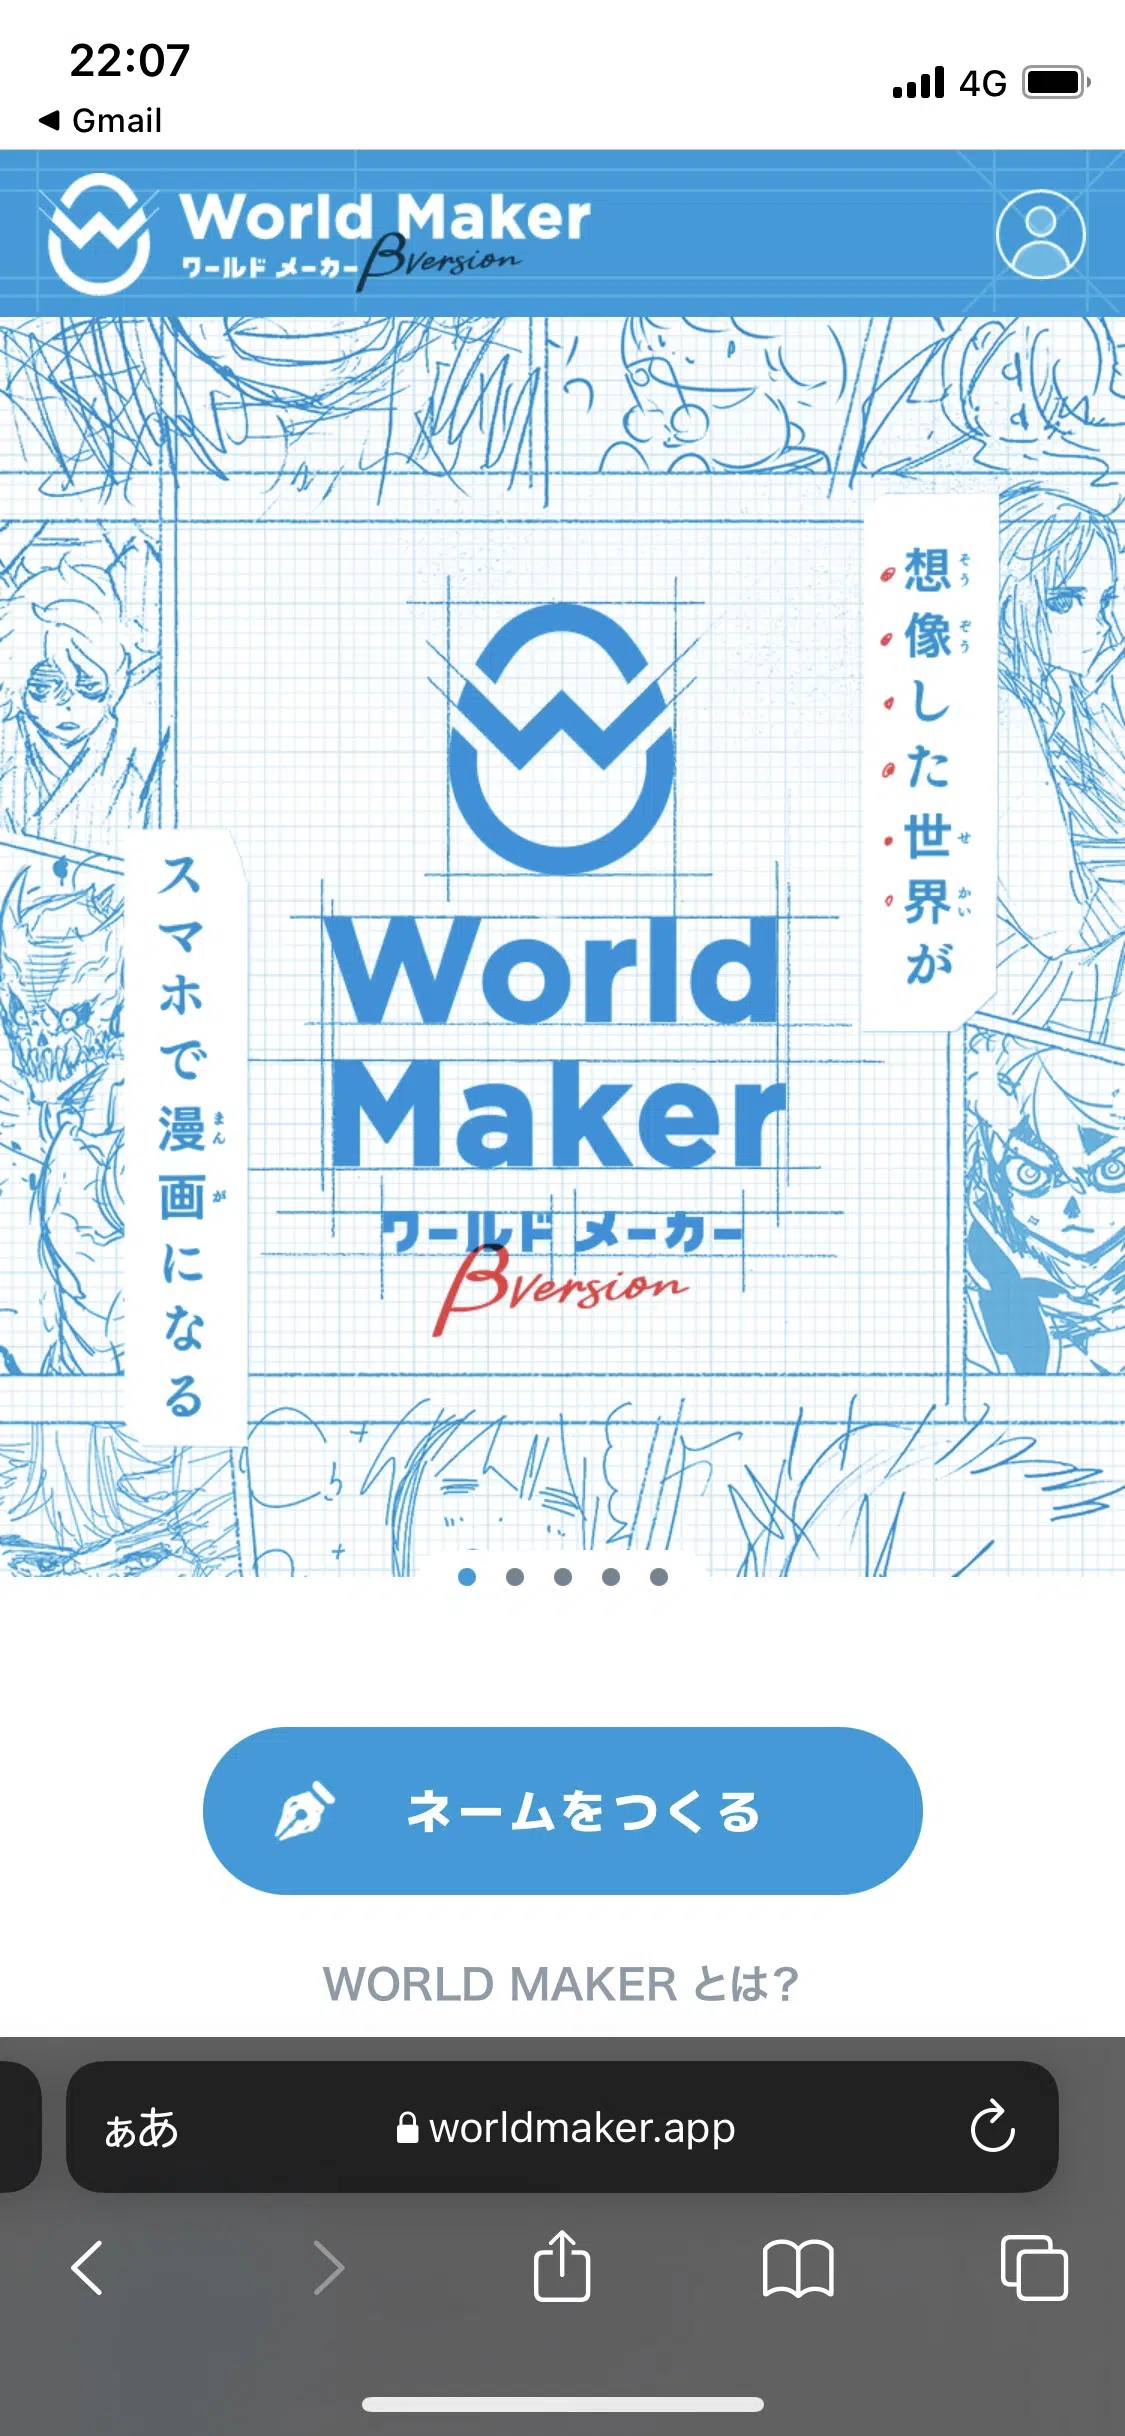 22:07
4G
◀ Gmail
World Maker
ワールド メーカー
βversion
想像した世界が
そうぞう せかい
スマホで漫画になる
まんが
World
Maker
ワールド メーカー
βversion
ネームをつくる
WORLD MAKER とは?
ぁあ
worldmaker.app